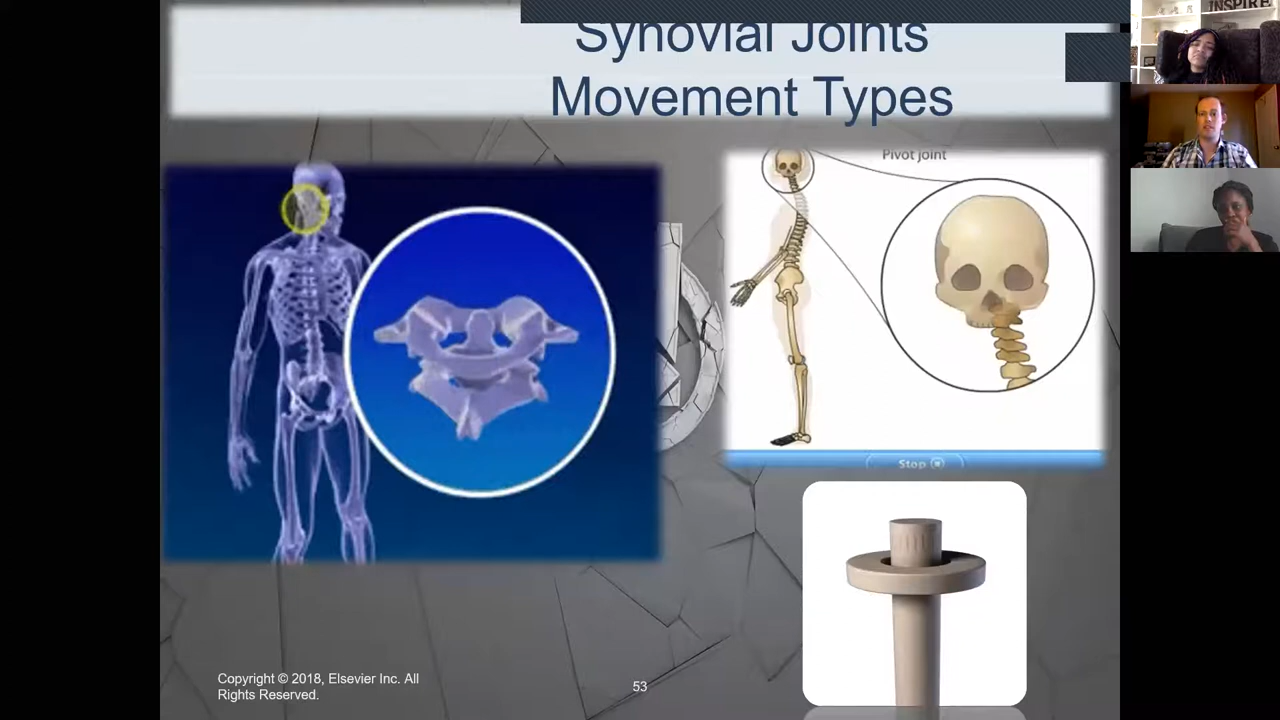 Synovial Joints
Movement Types
INSPIRE
Pivot joint
Stop
Copyright © 2018, Elsevier Inc. All
Rights Reserved.
53